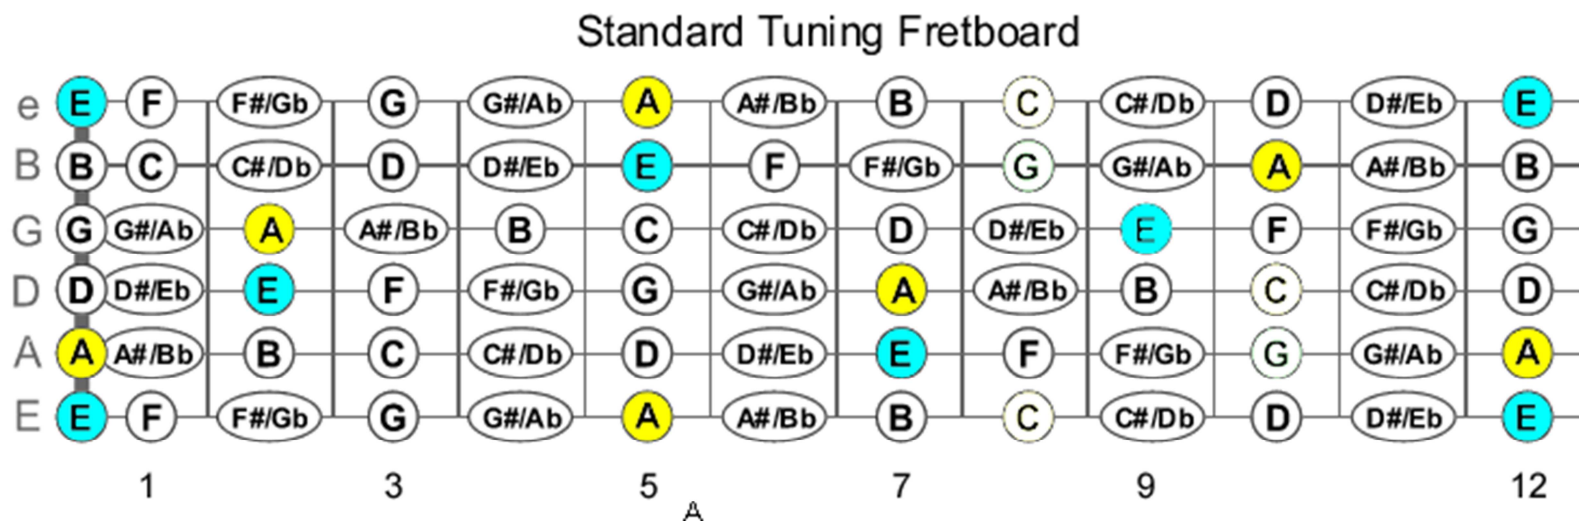 Standard Tuning Fretboard
e E F F#/Gb G G#/Ab A A#/Bb B C C#/Db D D#/Eb E
B B C C#/Db D D#/Eb E F F#/Gb G G#/Ab A A#/Bb B
G G G#/Ab A A#/Bb B C C#/Db D D#/Eb E F F#/Gb G
D D D#/Eb E F F#/Gb G G#/Ab A A#/Bb B C C#/Db D
A A A#/Bb B C C#/Db D D#/Eb E F F#/Gb G G#/Ab A
E E F F#/Gb G G#/Ab A A#/Bb B C C#/Db D D#/Eb E
1 3 5 7 9 12
A